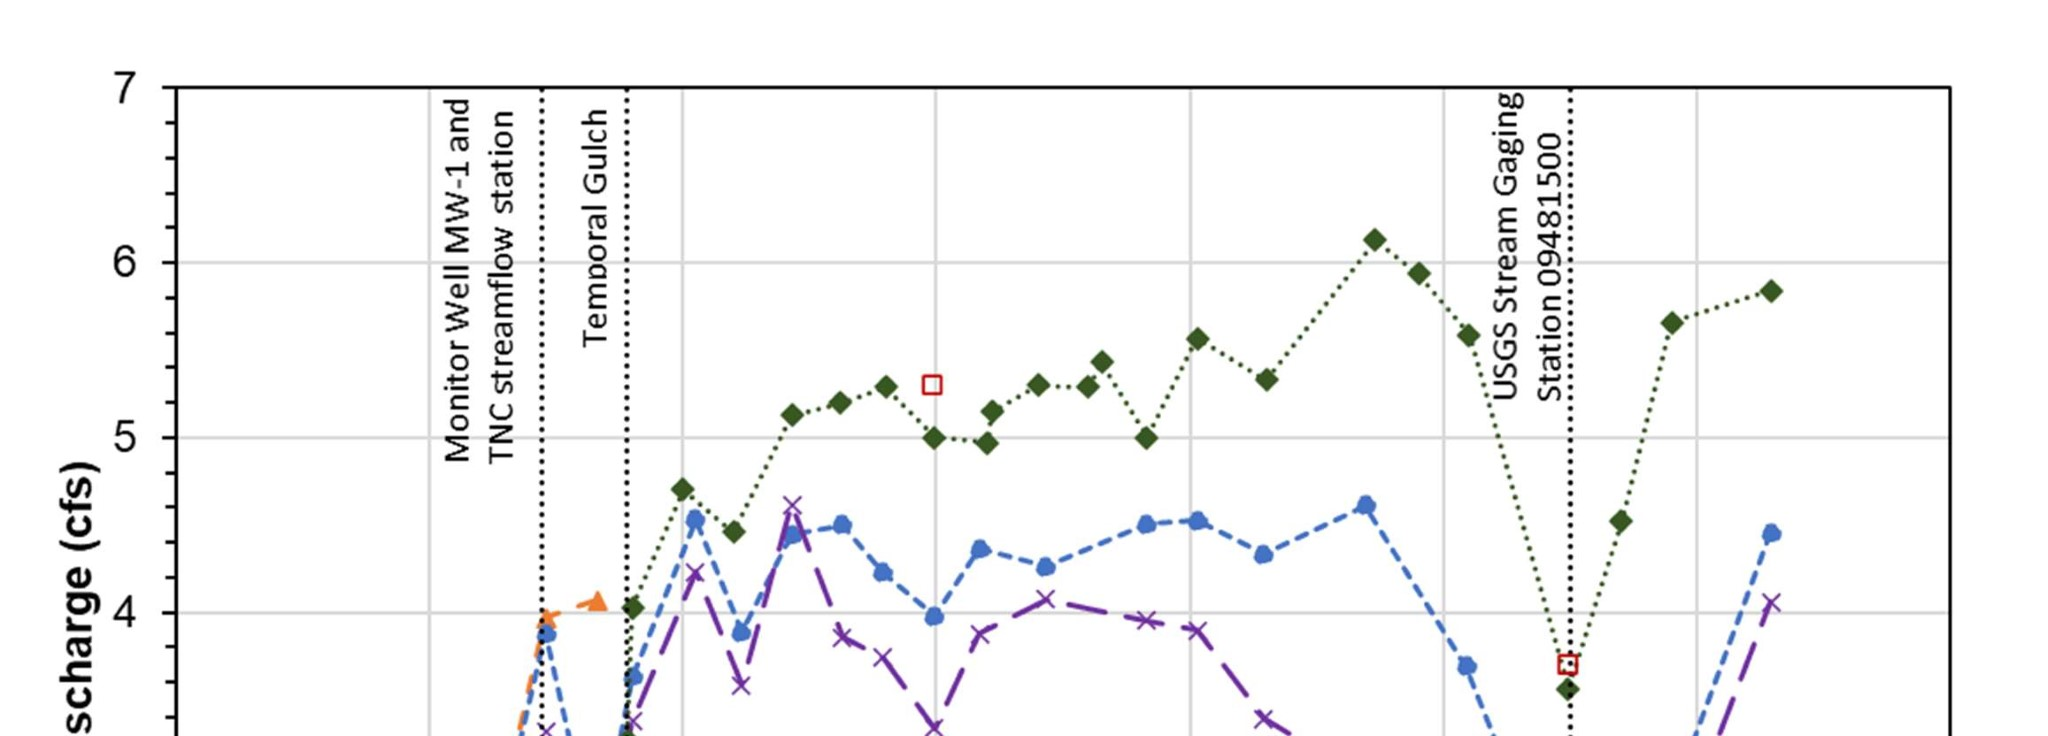 7
6
5
4
scharge (cfs)
Monitor Well MW-1 and
TNC streamflow station
Temporal Gulch
USGS Stream Gaging
Station 09481500